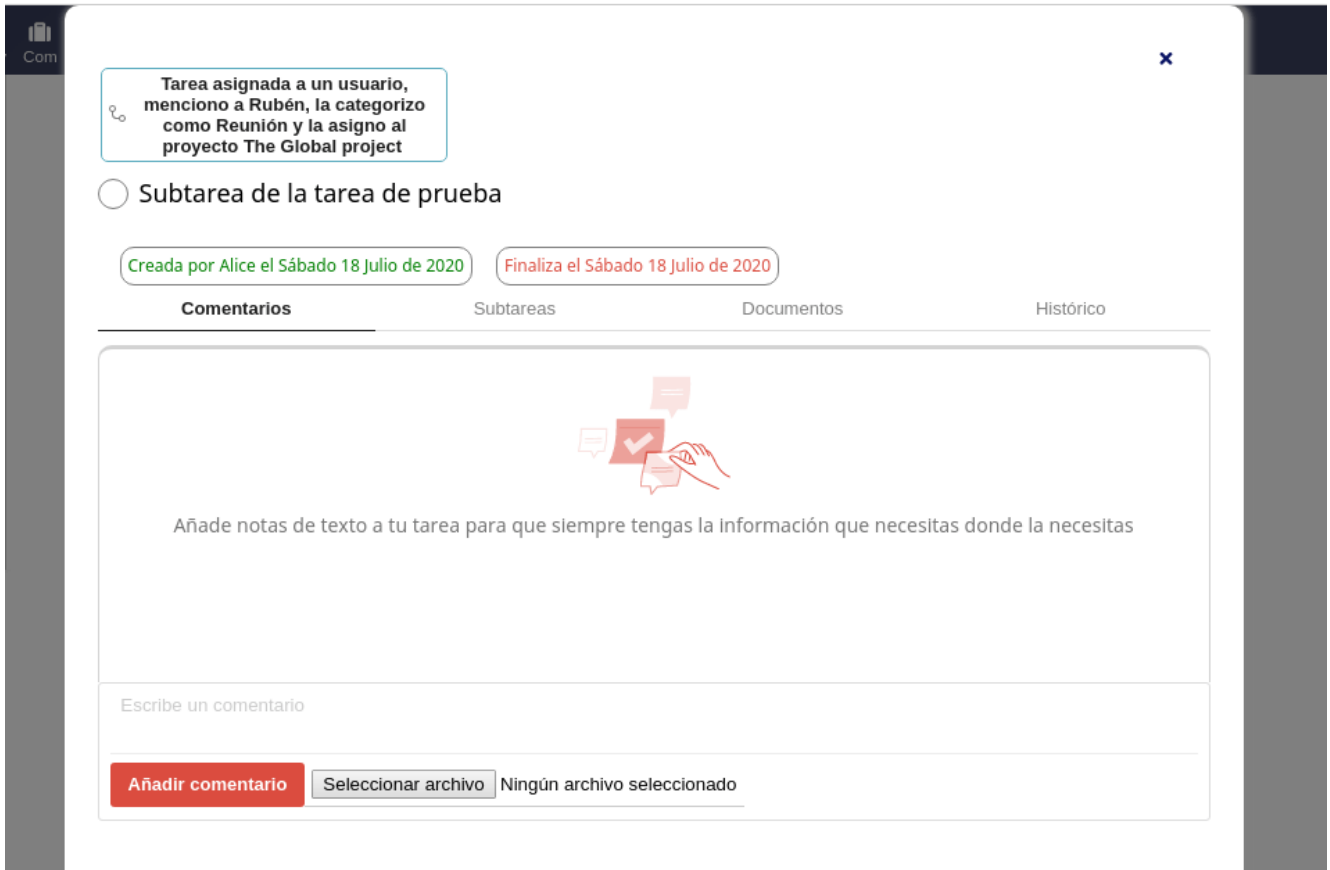 Com
Tarea asignada a un usuario,
menciono a Rubén, la categorizo
como Reunión y la asigno al
proyecto The Global project
Subtarea de la tarea de prueba
Creada por Alice el Sábado 18 Julio de 2020
Finaliza el Sábado 18 Julio de 2020
Comentarios
Subtareas
Documentos
Histórico
Añade notas de texto a tu tarea para que siempre tengas la información que necesitas donde la necesitas
Escribe un comentario
Añadir comentario
Seleccionar archivo
Ningún archivo seleccionado